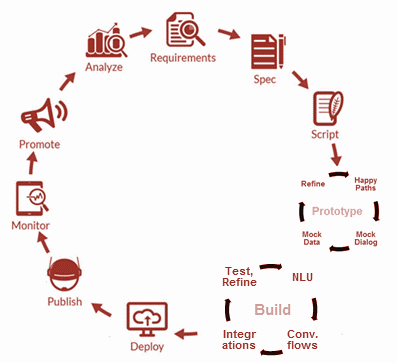 Requirements
Analyze
Spec
Script
Promote
Refine
Happy
Paths
Prototype
Mock
Data
Mock
Dialog
Monitor
Test,
Refine
NLU
Build
Integr
ations
Conv.
flows
Publish
Deploy